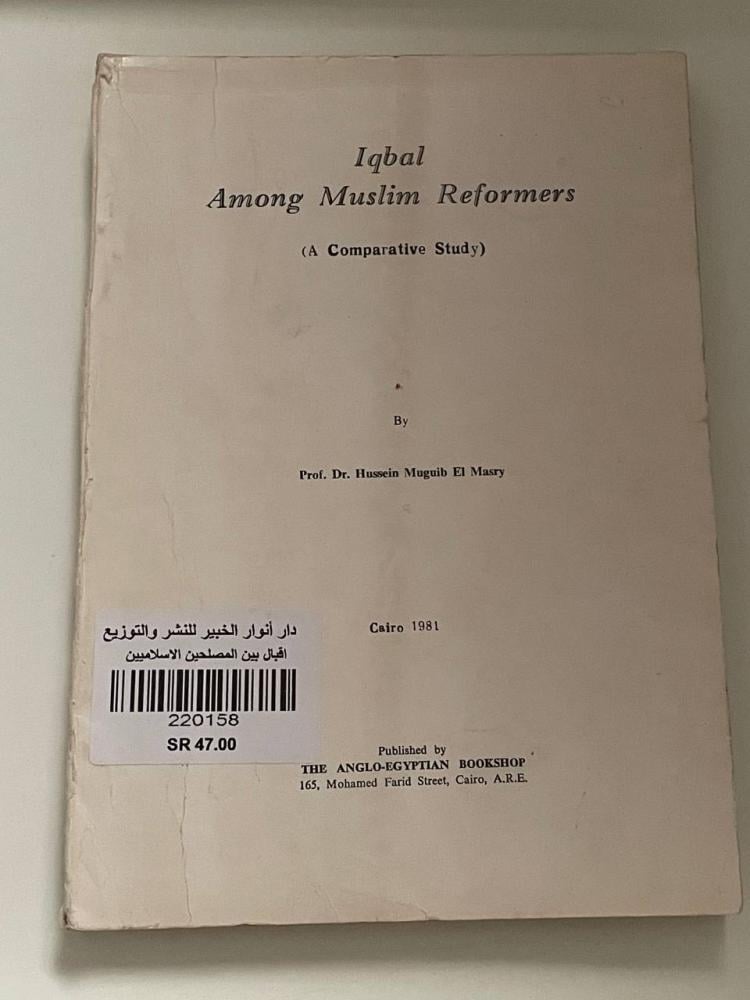 Iqbal
Among Muslim Reformers
(A Comparative Study)
By
Prof. Dr. Hussein Muguib El Masry
Cairo 1981
دار أنوار الخبير للنشر والتوزيع
اقبال بين المصلحين الاسلاميين
220158
SR 47.00
Published by
THE ANGLO-EGYPTIAN BOOKSHOP
165, Mohamed Farid Street, Cairo, A.R.E.